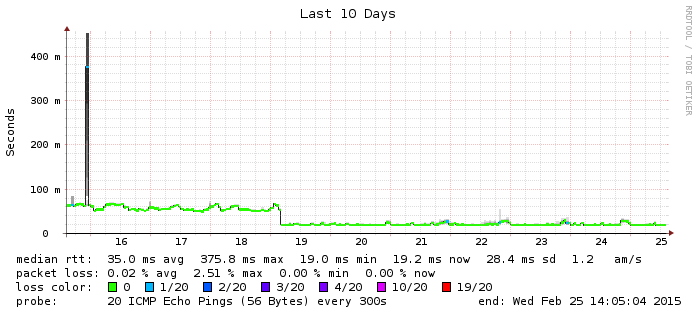 Last 10 Days
RRDTOOL / TOBI OETIKER
Seconds
400 m
300 m
200 m
100 m
0
16 17 18 19 20 21 22 23 24 25
median rtt: 35.0 ms avg 375.8 ms max 19.0 ms min 19.2 ms now 28.4 ms sd 1.2 am/s
packet loss: 0.02 % avg 2.51 % max 0.00 % min 0.00 % now
loss color: 0 1/20 2/20 3/20 4/20 10/20 19/20
probe: 20 ICMP Echo Pings (56 Bytes) every 300s end: Wed Feb 25 14:05:04 2015